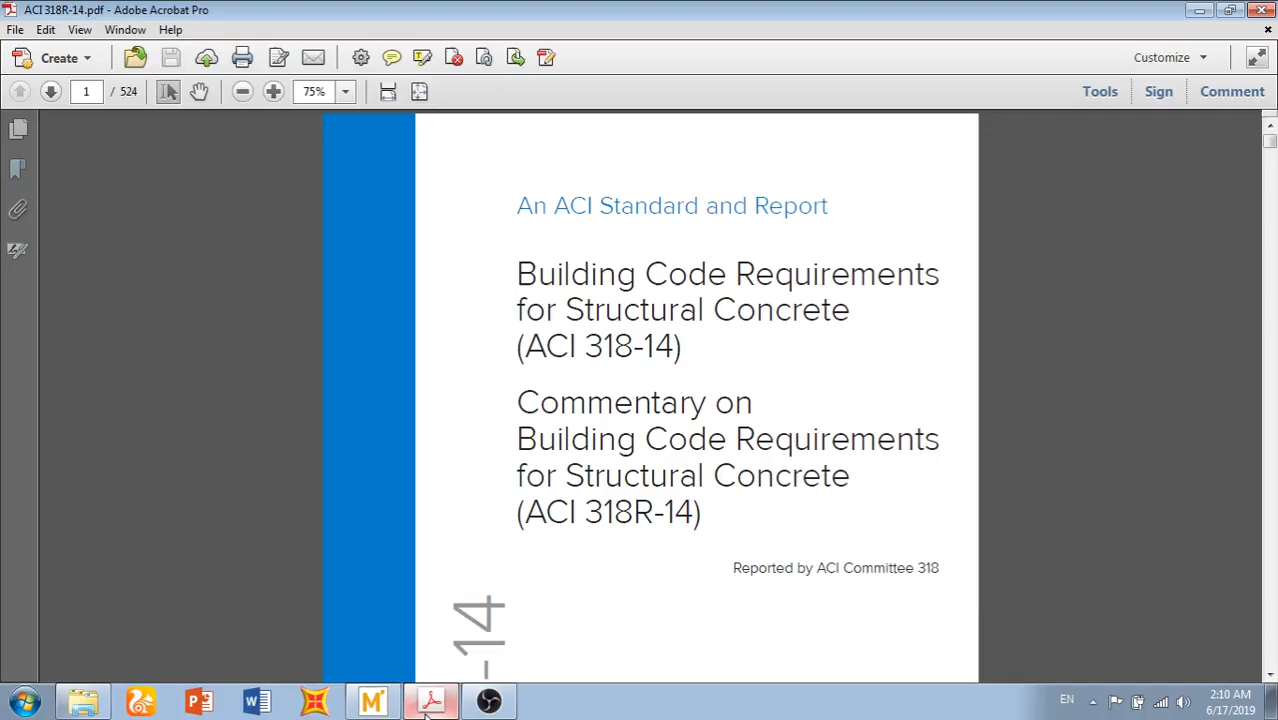 ACI 318R-14.pdf - Adobe Acrobat Pro
File Edit View Window Help
Create Customize
1 / 524 75% Tools Sign Comment
An ACI Standard and Report
Building Code Requirements
for Structural Concrete
(ACI 318-14)
Commentary on
Building Code Requirements
for Structural Concrete
(ACI 318R-14)
Reported by ACI Committee 318
-14
EN
2:10 AM
6/17/2019